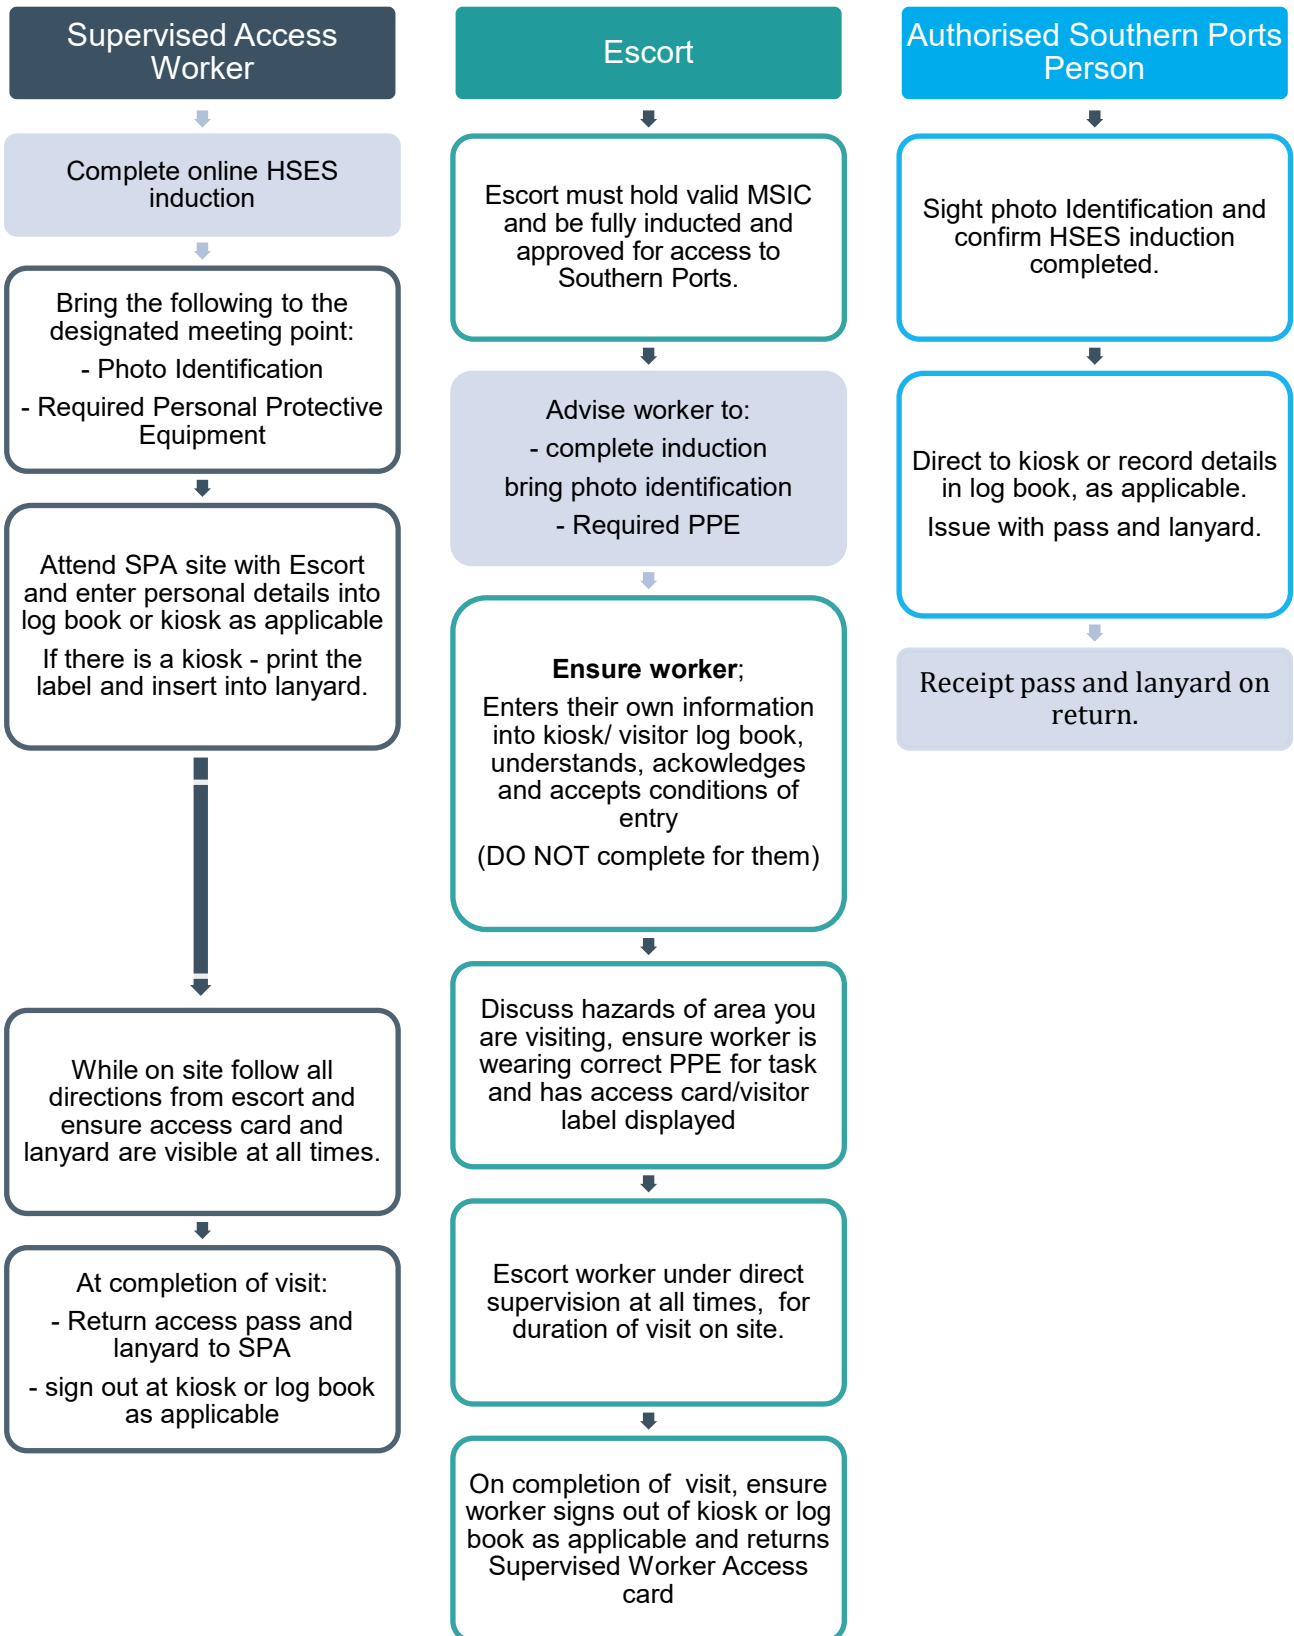 Supervised Access
Worker
Complete online HSES
induction
Bring the following to the
designated meeting point:
- Photo Identification
- Required Personal Protective
Equipment
Attend SPA site with Escort
and enter personal details into
log book or kiosk as applicable
If there is a kiosk - print the
label and insert into lanyard.
While on site follow all
directions from escort and
ensure access card and
lanyard are visible at all times.
At completion of visit:
- Return access pass and
lanyard to SPA
- sign out at kiosk or log book
as applicable
Escort
Escort must hold valid MSIC
and be fully inducted and
approved for access to
Southern Ports.
Advise worker to:
- complete induction
bring photo identification
- Required PPE
Ensure worker;
Enters their own information
into kiosk/ visitor log book,
understands, ackowledges
and accepts conditions of
entry
(DO NOT complete for them)
Discuss hazards of area you
are visiting, ensure worker is
wearing correct PPE for task
and has access card/visitor
label displayed
Escort worker under direct
supervision at all times,  for
duration of visit on site.
On completion of  visit, ensure
worker signs out of kiosk or log
book as applicable and returns
Supervised Worker Access
card
Authorised Southern Ports
Person
Sight photo Identification and
confirm HSES induction
completed.
Direct to kiosk or record details
in log book, as applicable.
Issue with pass and lanyard.
Receipt pass and lanyard on
return.